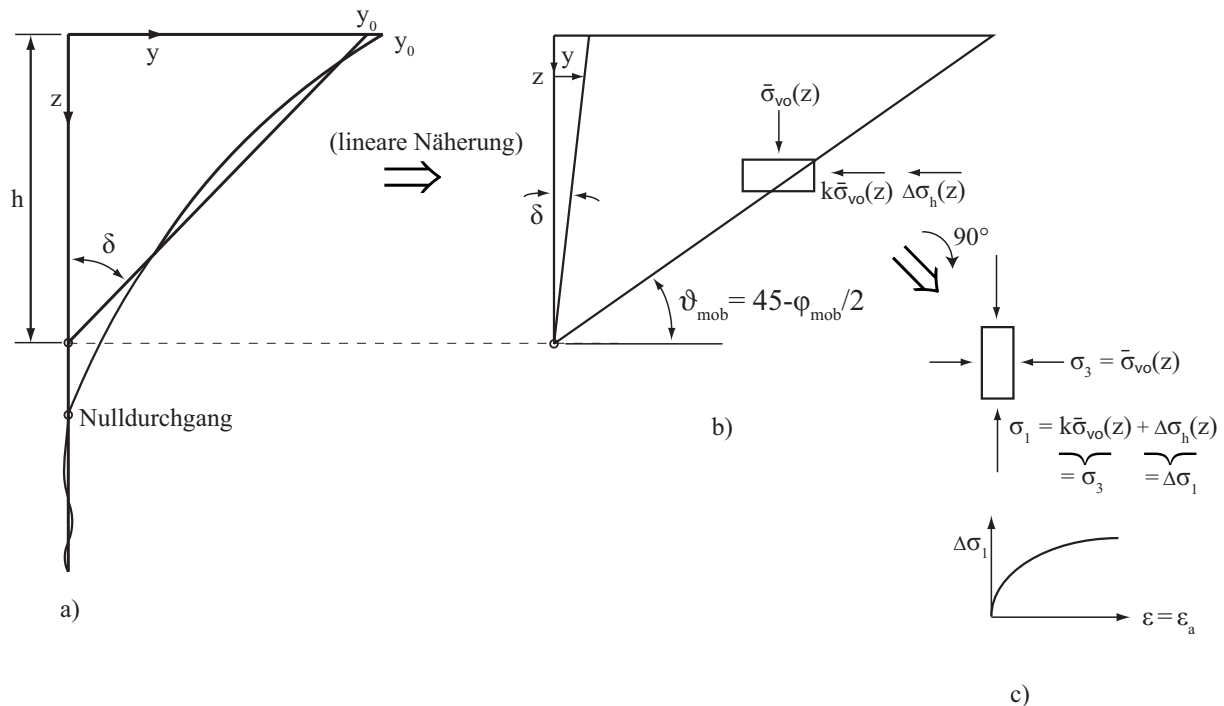 y₀
y₀
y
z
h
δ
Nulldurchgang
a)
(lineare Näherung)
y
z
δ
σ̄vo(z)
kσ̄vo(z) Δσh(z)
ϑmob = 45-φmob/2
b)
90°
σ₃ = σ̄vo(z)
σ₁ = kσ̄vo(z) + Δσh(z)
= σ₃ = Δσ₁
Δσ₁
ε = εa
c)